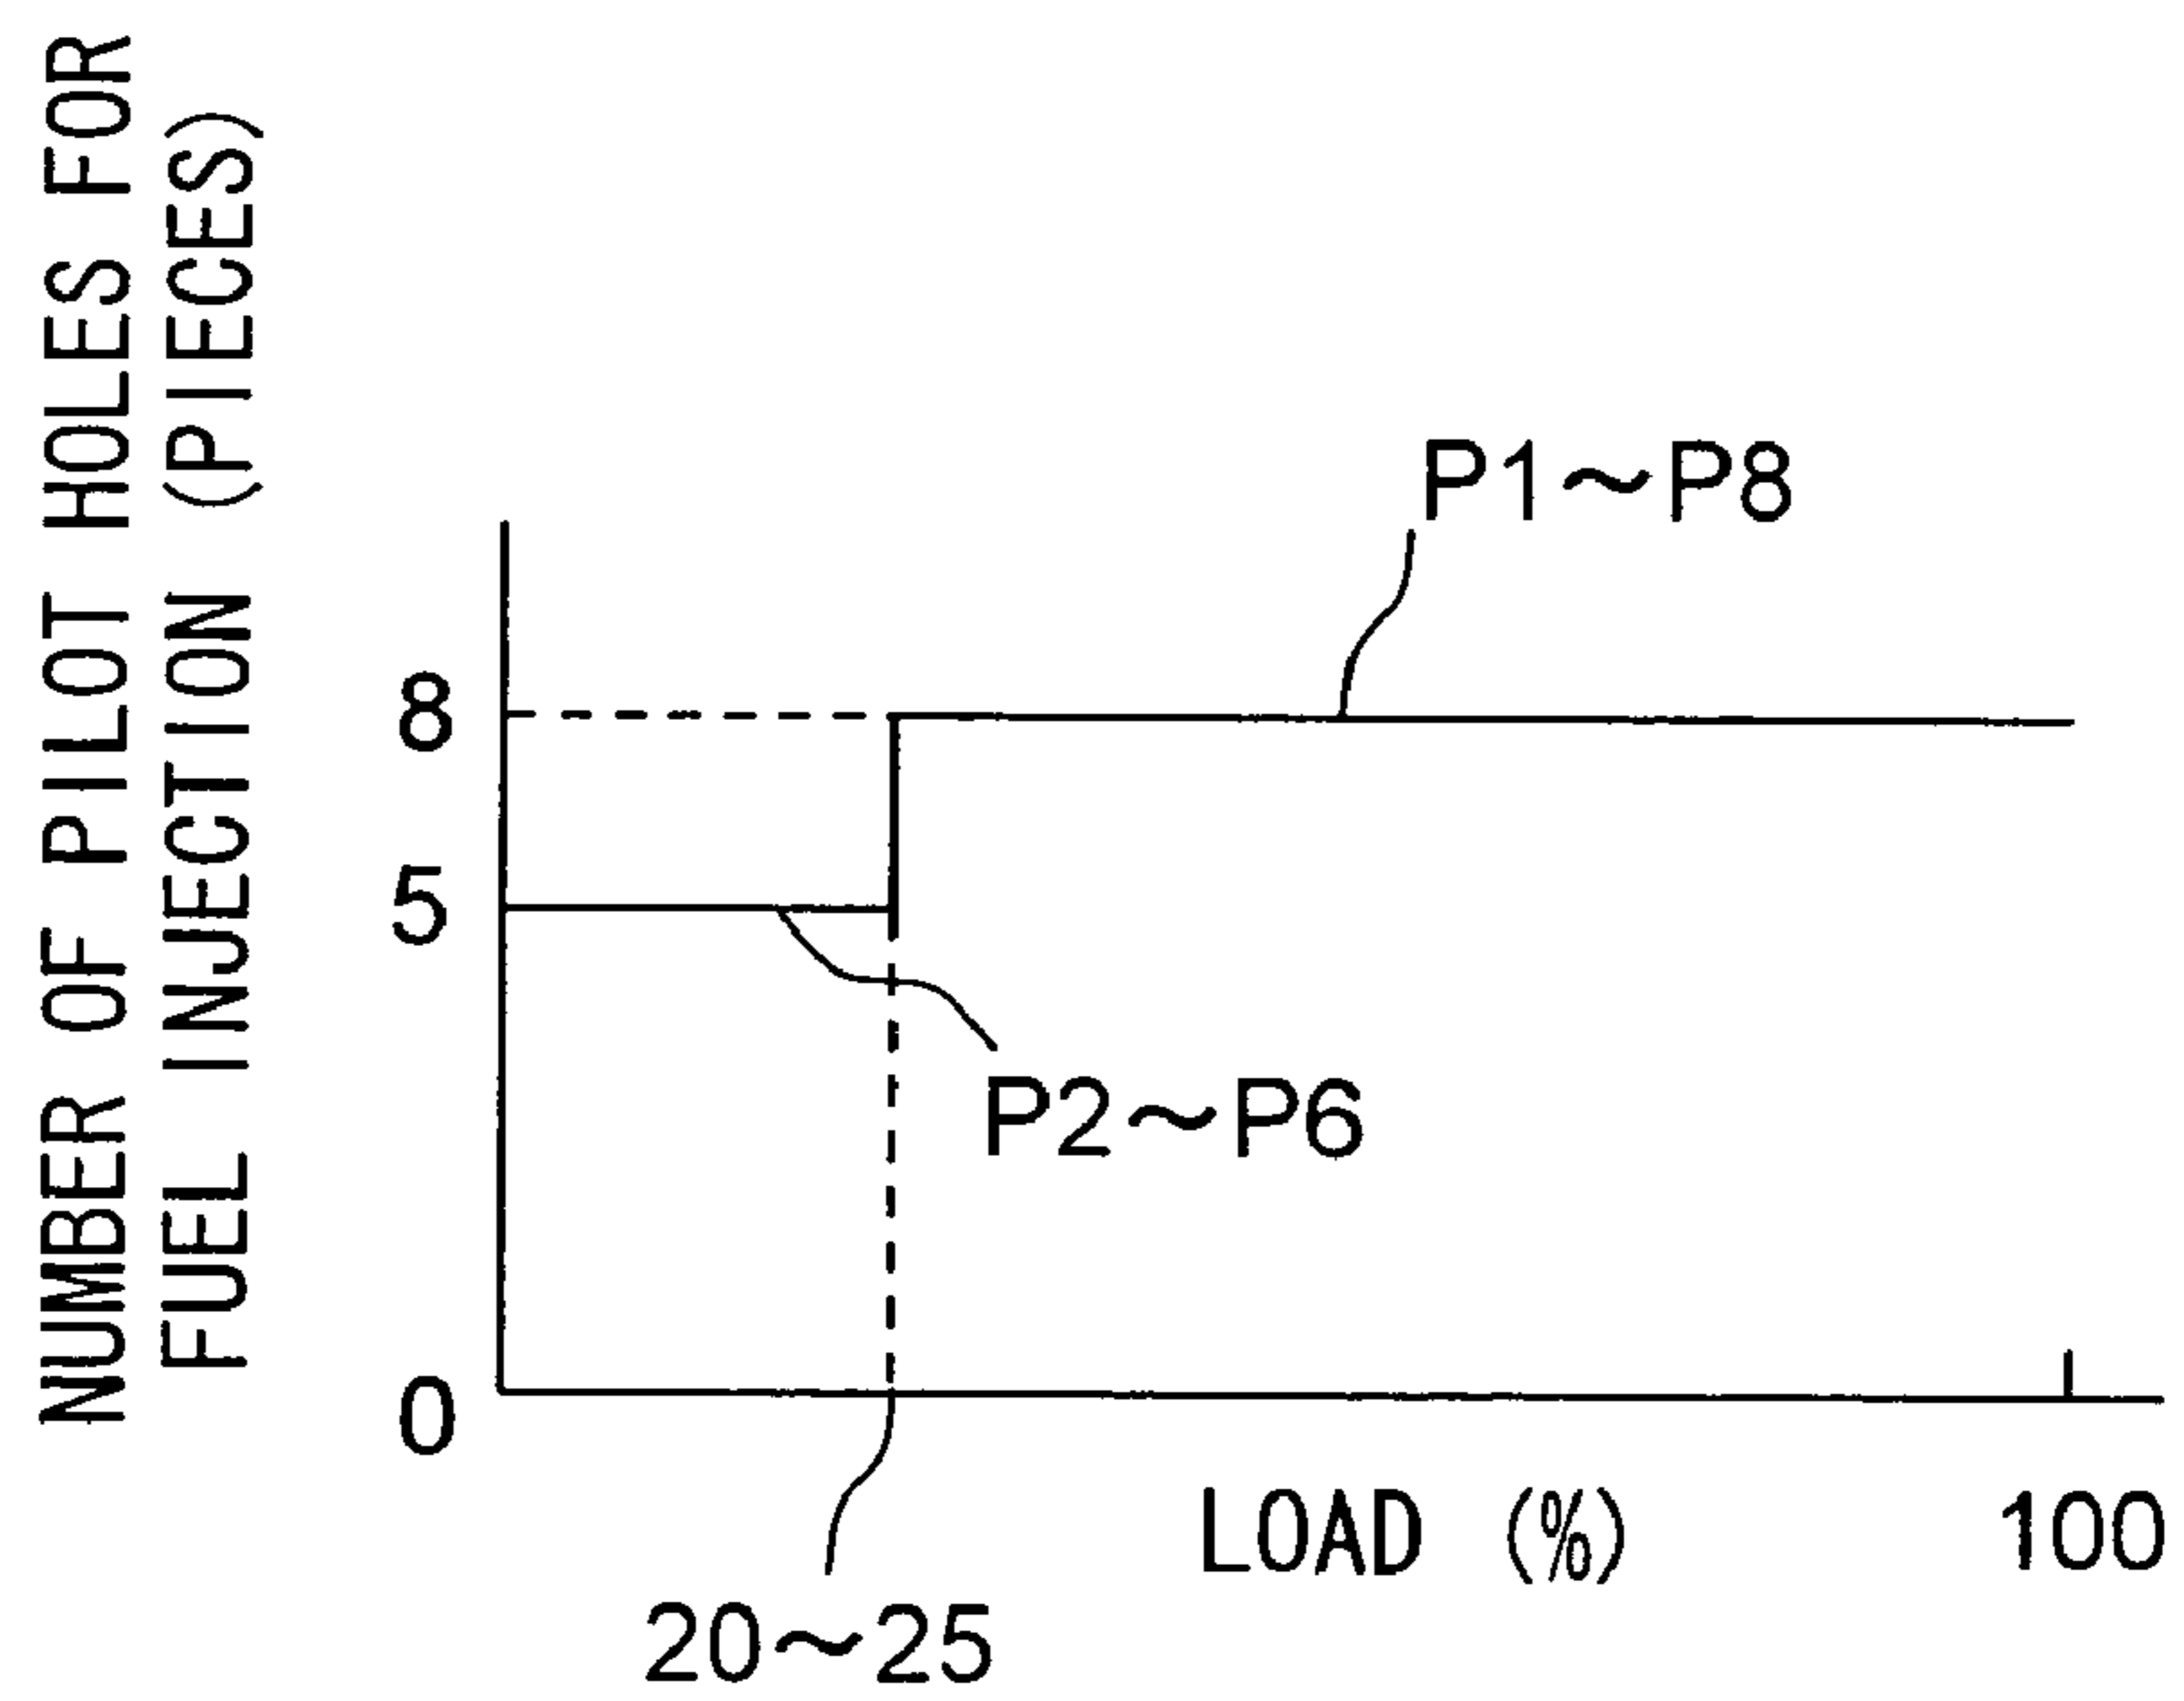 NUMBER OF PILOT HOLES FOR
FUEL INJECTION (PIECES)
P1～P8
8
5
P2～P6
0
LOAD (%)
100
20～25